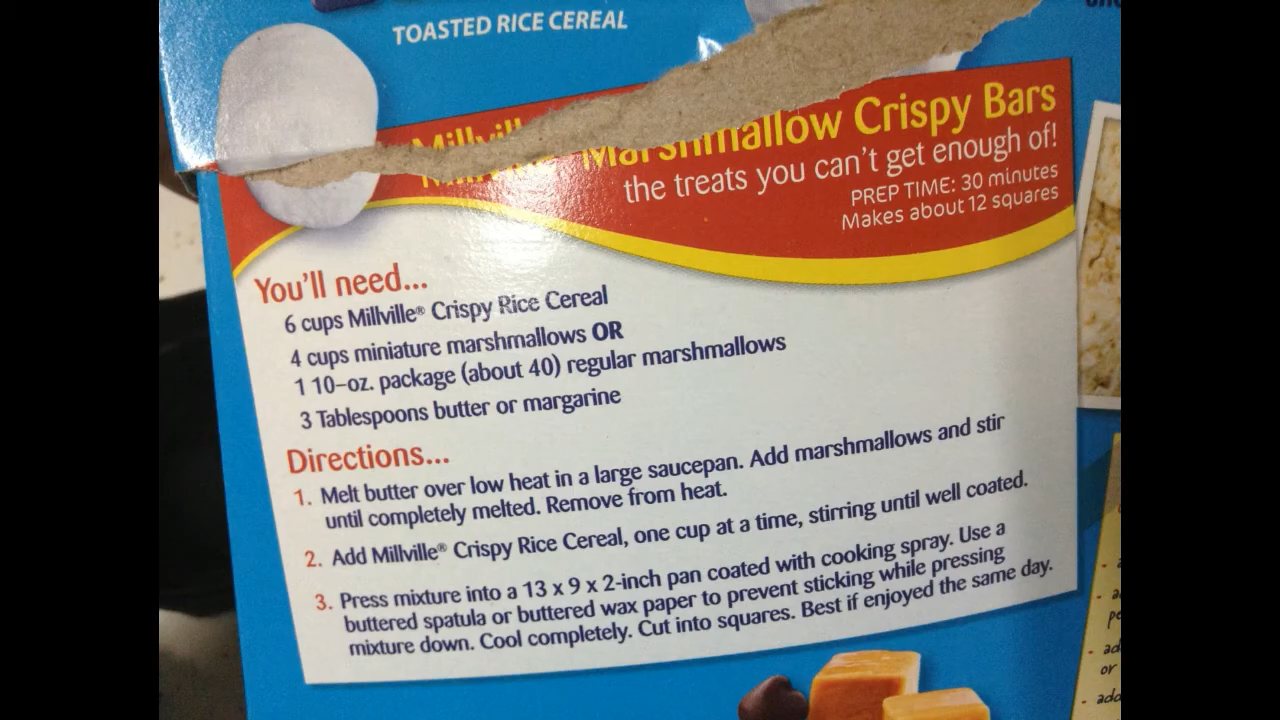 TOASTED RICE CEREAL
Millville Marshmallow Crispy Bars
the treats you can't get enough of!
PREP TIME: 30 minutes
Makes about 12 squares
You'll need...
6 cups Millville® Crispy Rice Cereal
4 cups miniature marshmallows OR
1 10-oz. package (about 40) regular marshmallows
3 Tablespoons butter or margarine
Directions...
1. Melt butter over low heat in a large saucepan. Add marshmallows and stir
until completely melted. Remove from heat.
2. Add Millville® Crispy Rice Cereal, one cup at a time, stirring until well coated.
3. Press mixture into a 13 x 9 x 2-inch pan coated with cooking spray. Use a
buttered spatula or buttered wax paper to prevent sticking while pressing
mixture down. Cool completely. Cut into squares. Best if enjoyed the same day.
or